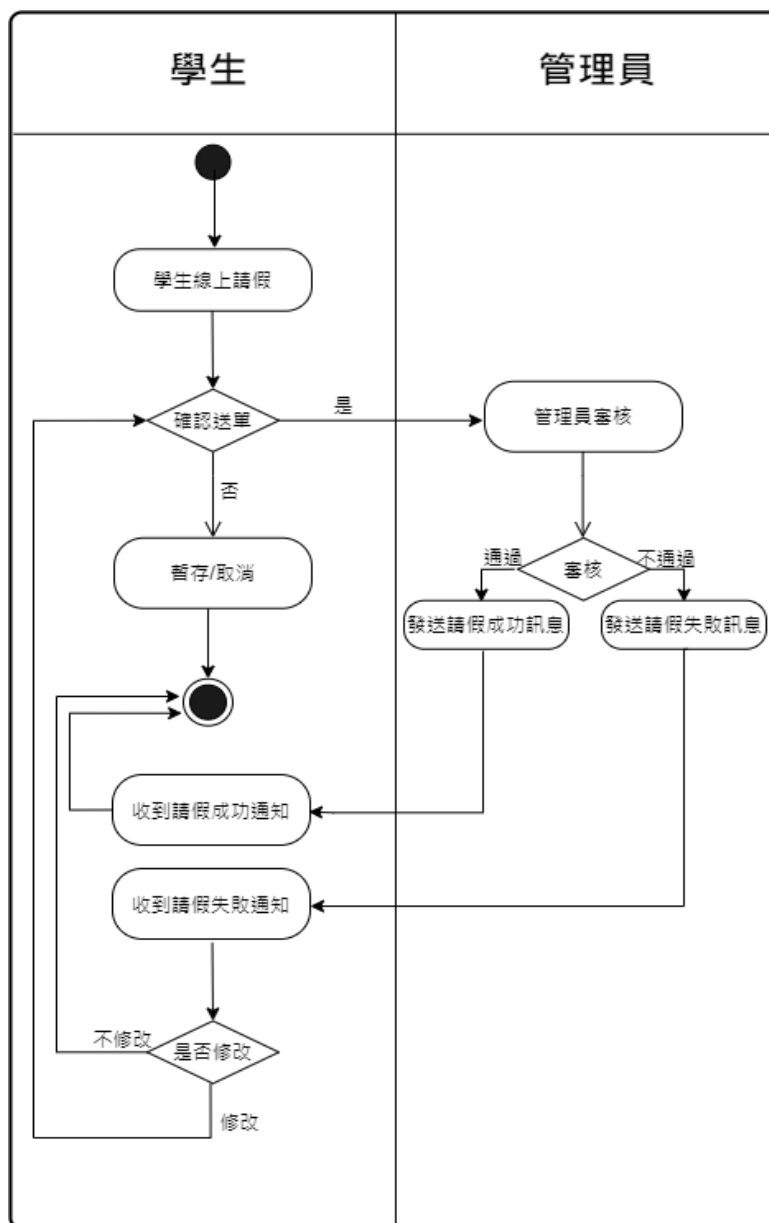 學生
管理員
學生線上請假
確認送單
是
管理員審核
否
暫存/取消
通過
審核
不通過
發送請假成功訊息
發送請假失敗訊息
收到請假成功通知
收到請假失敗通知
不修改
是否修改
修改